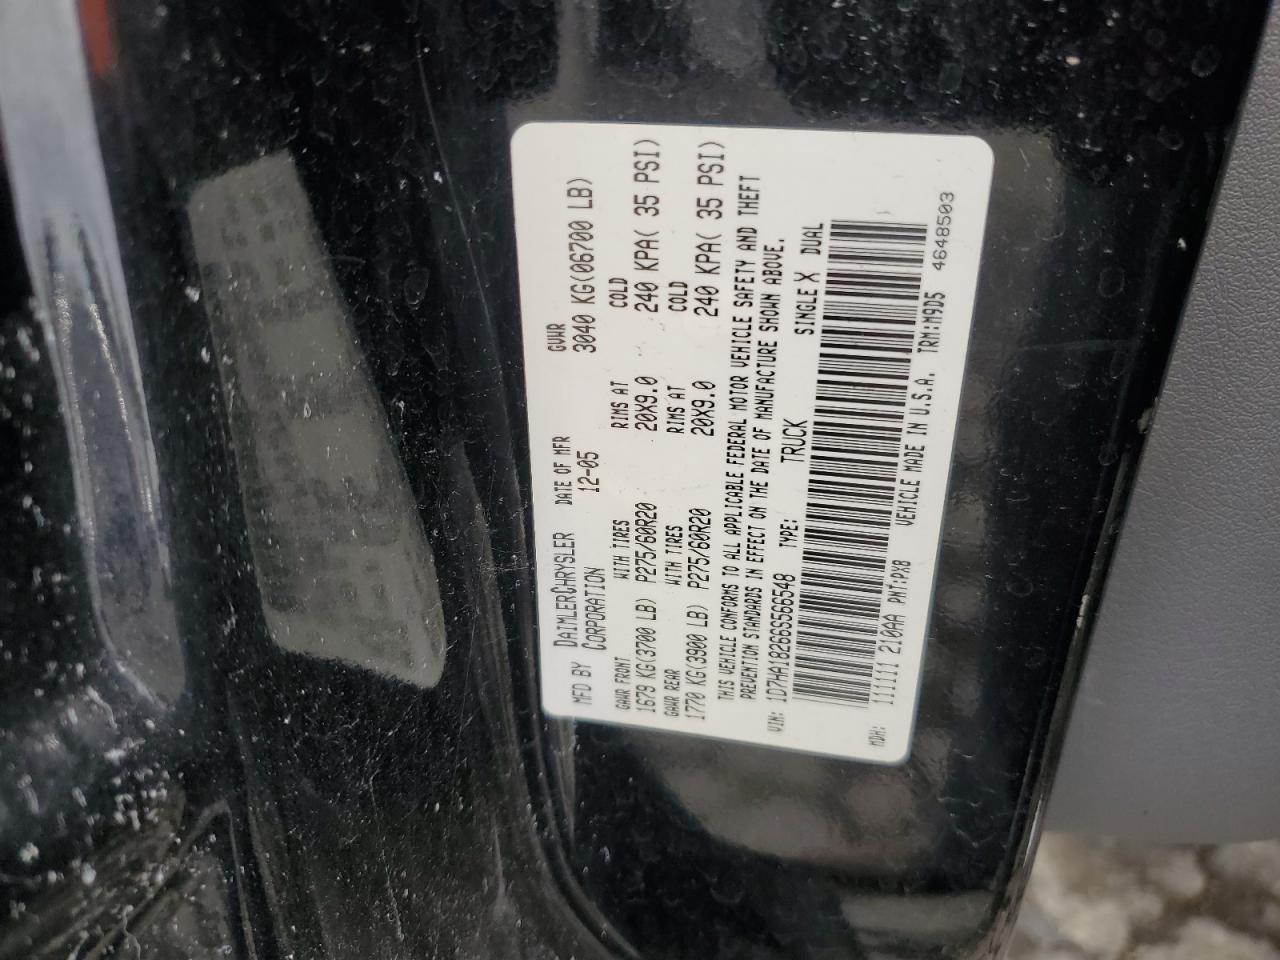 MFD BY DAIMLERCHRYSLER CORPORATION DATE OF MFR 12-05 GVWR 3040 KG(06700 LB)
GAWR FRONT WITH TIRES RIMS AT COLD
1679 KG(3700 LB) P275/60R20 20X9.0 240 KPA( 35 PSI)
GAWR REAR WITH TIRES RIMS AT COLD
1770 KG(3900 LB) P275/60R20 20X9.0 240 KPA( 35 PSI)
THIS VEHICLE CONFORMS TO ALL APPLICABLE FEDERAL MOTOR VEHICLE SAFETY AND THEFT
PREVENTION STANDARDS IN EFFECT ON THE DATE OF MANUFACTURE SHOWN ABOVE.
VIN: 1D7HA18266S566548 TYPE: TRUCK SINGLE X DUAL
MDH: 111111 210AA PNT:PX8 VEHICLE MADE IN U.S.A. TRM:M9D5 4648503